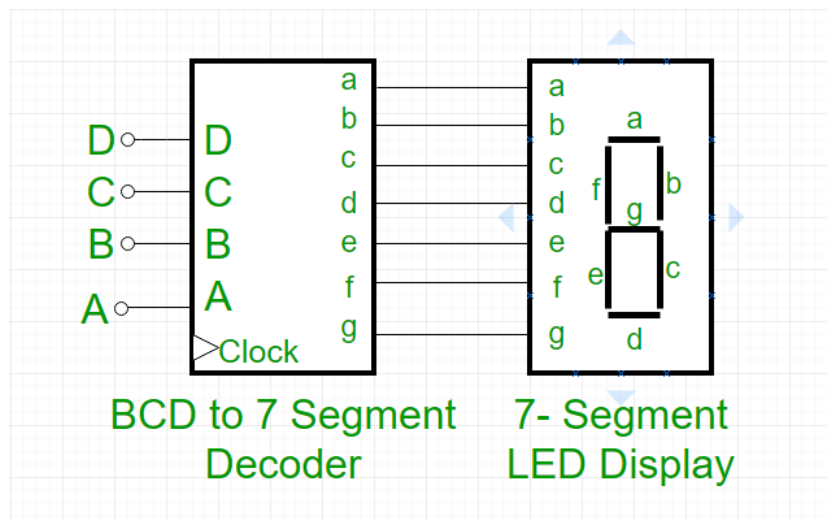 a
b
c
d
e
f
g
D
C
B
A
D
C
B
A
Clock
a
b
c
d
e
f
g
a
f
b
g
e
c
d
BCD to 7 Segment
Decoder
7- Segment
LED Display